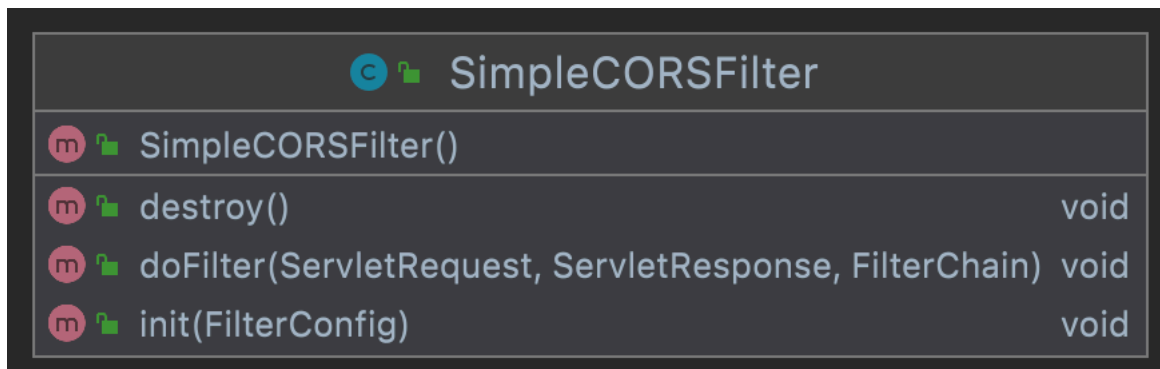 C SimpleCORSFilter
m SimpleCORSFilter()
m destroy() void
m doFilter(ServletRequest, ServletResponse, FilterChain) void
m init(FilterConfig) void